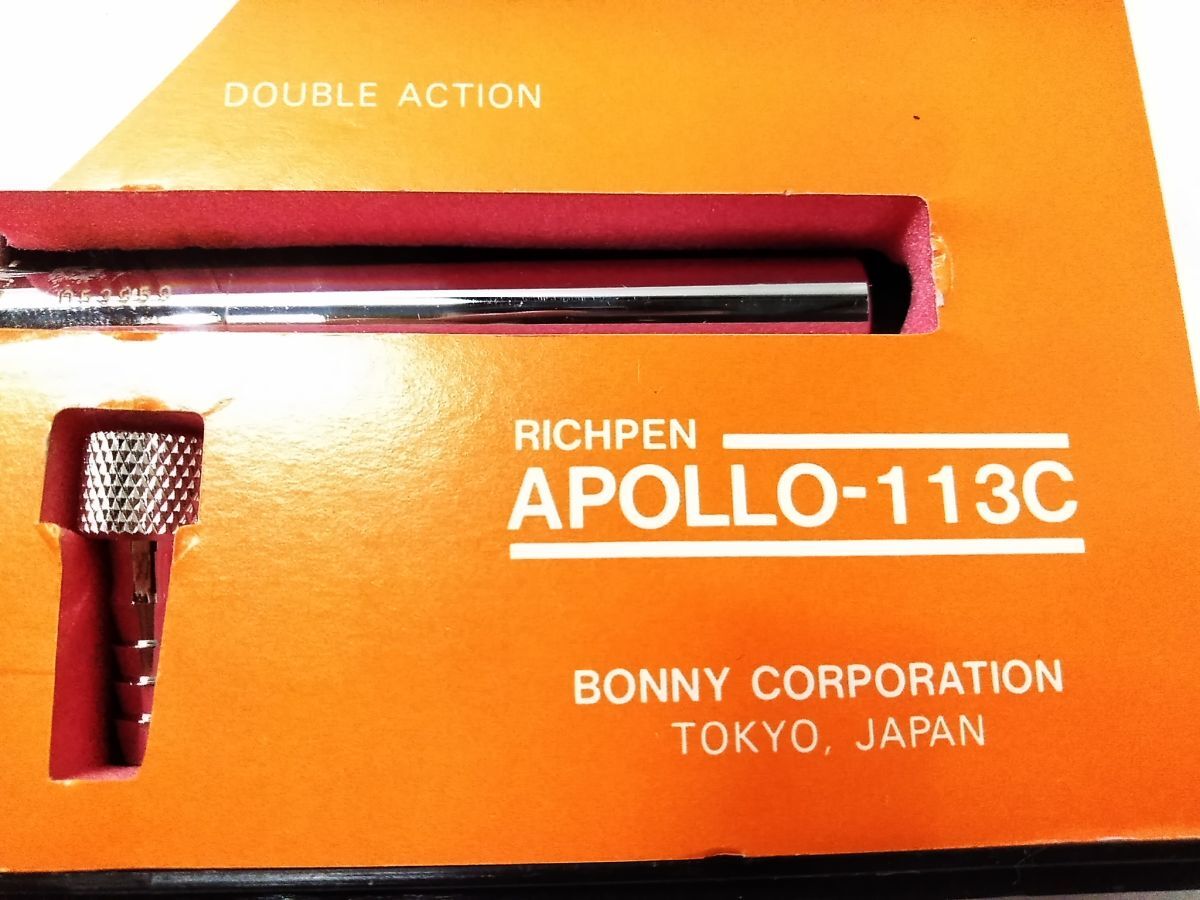 DOUBLE ACTION
RICHPEN
APOLLO-113C
BONNY CORPORATION
TOKYO, JAPAN